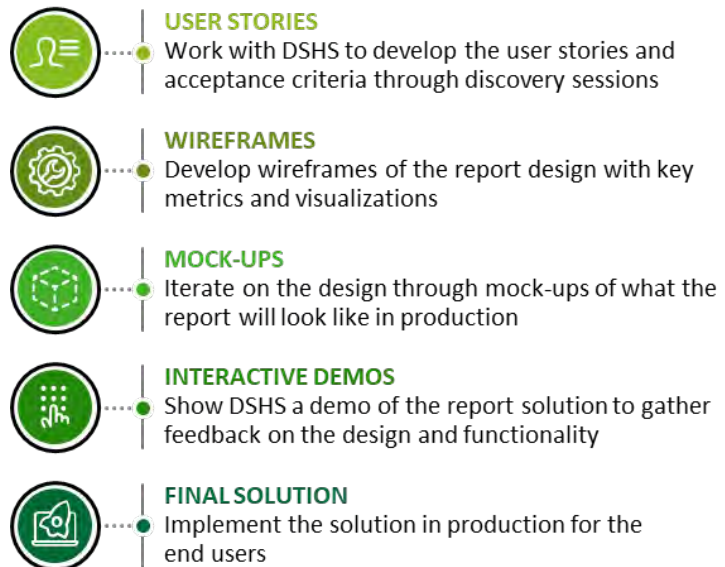 USER STORIES
Work with DSHS to develop the user stories and
acceptance criteria through discovery sessions
WIREFRAMES
Develop wireframes of the report design with key
metrics and visualizations
MOCK-UPS
Iterate on the design through mock-ups of what the
report will look like in production
INTERACTIVE DEMOS
Show DSHS a demo of the report solution to gather
feedback on the design and functionality
FINAL SOLUTION
Implement the solution in production for the
end users